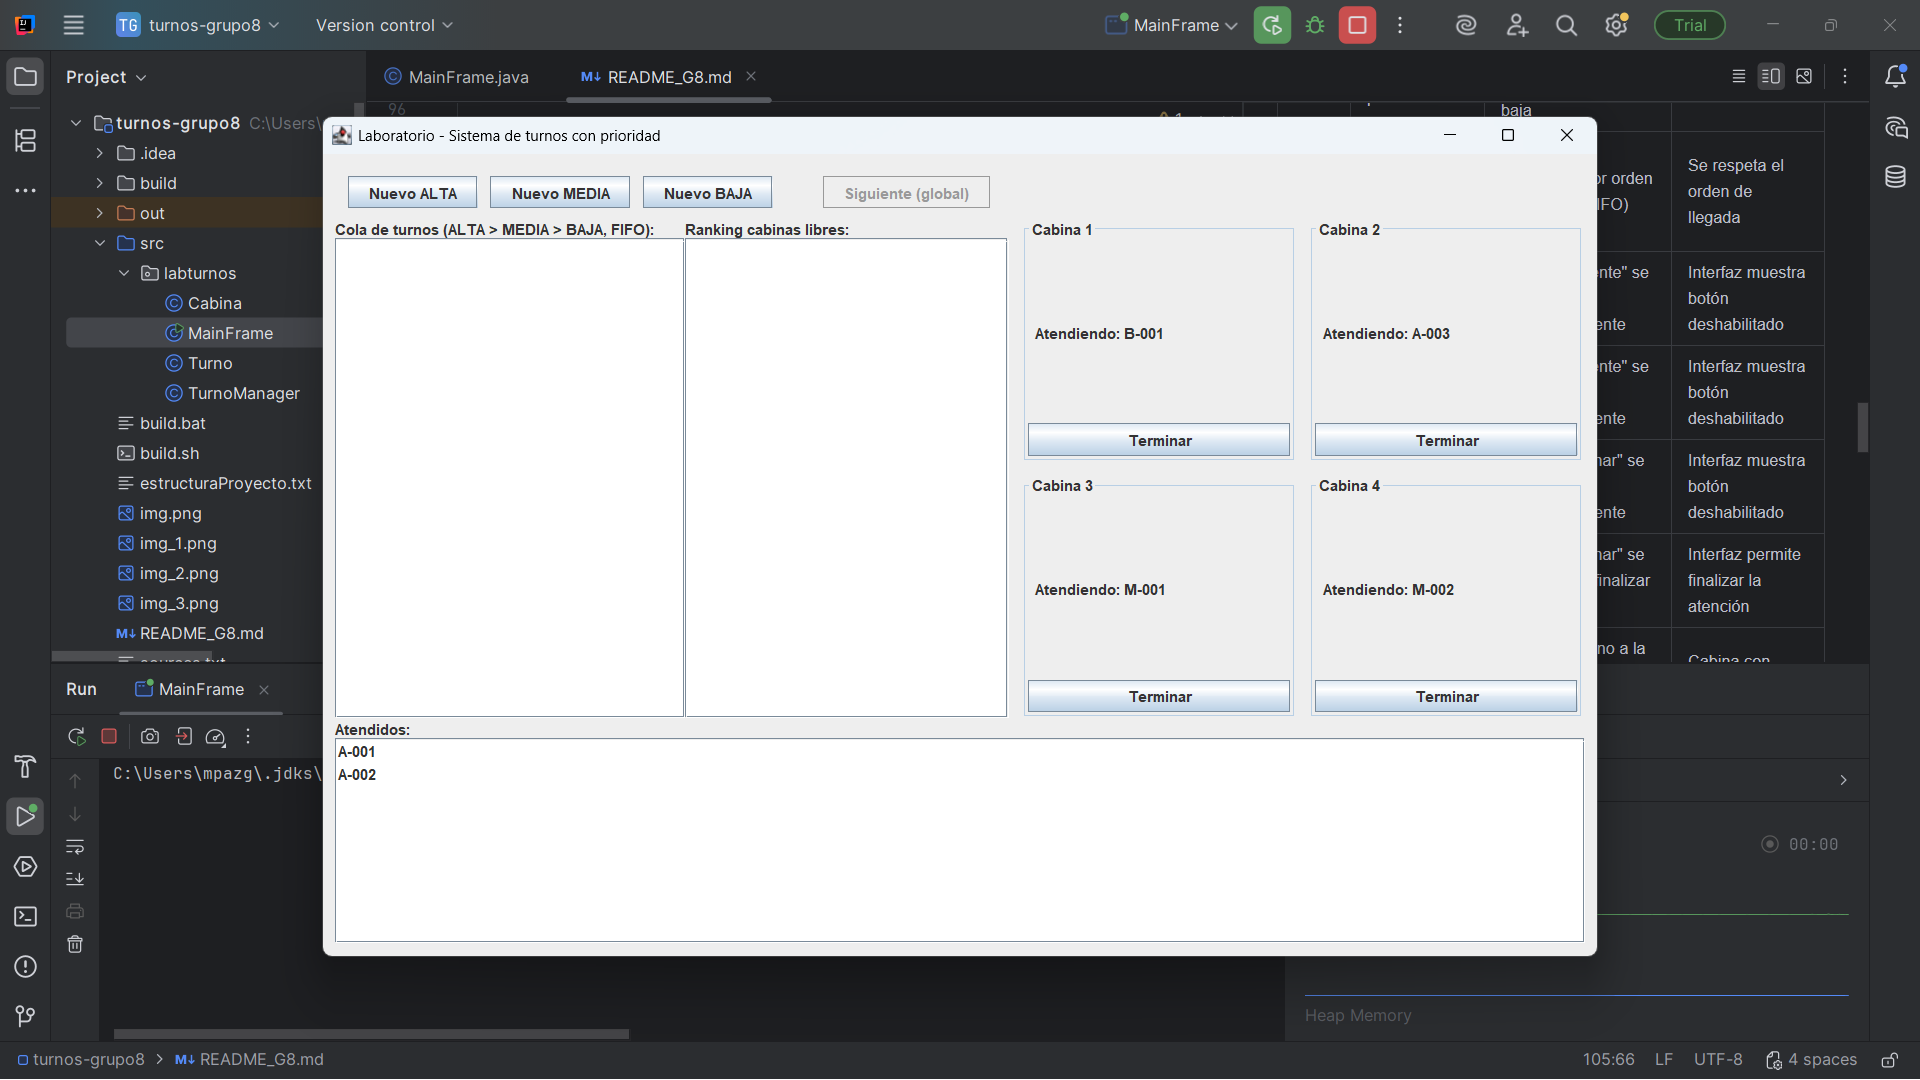 TG turnos-grupo8
Version control
MainFrame
Trial
Project
MainFrame.java
README_G8.md
96
turnos-grupo8 C:\Users\
.idea
build
out
src
labturnos
Cabina
MainFrame
Turno
TurnoManager
build.bat
build.sh
estructuraProyecto.txt
img.png
img_1.png
img_2.png
img_3.png
README_G8.md
Laboratorio - Sistema de turnos con prioridad
Nuevo ALTA
Nuevo MEDIA
Nuevo BAJA
Siguiente (global)
Cola de turnos (ALTA > MEDIA > BAJA, FIFO):
Ranking cabinas libres:
Cabina 1
Atendiendo: B-001
Terminar
Cabina 2
Atendiendo: A-003
Terminar
Cabina 3
Atendiendo: M-001
Terminar
Cabina 4
Atendiendo: M-002
Terminar
Atendidos:
A-001
A-002
baja
or orden
IFO)
Se respeta el
orden de
llegada
ente" se
ente
Interfaz muestra
botón
deshabilitado
ente" se
ente
Interfaz muestra
botón
deshabilitado
nar" se
ente
Interfaz muestra
botón
deshabilitado
nar" se
finalizar
Interfaz permite
finalizar la
atención
no a la
Cabina con
Run
MainFrame
C:\Users\mpazg\.jdks\
00:00
Heap Memory
turnos-grupo8 > M↓ README_G8.md
105:66
LF
UTF-8
4 spaces